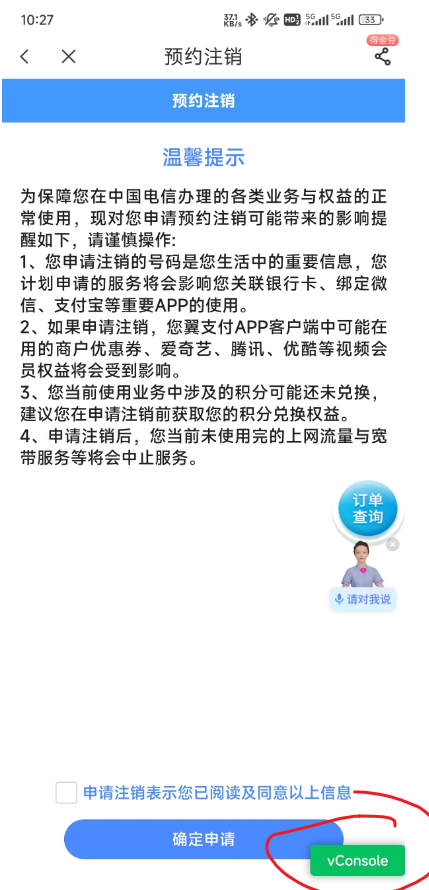 10:27
37.1 KB/s HD 5G 5G 33
得金豆
预约注销
预约注销
温馨提示
为保障您在中国电信办理的各类业务与权益的正
常使用，现对您申请预约注销可能带来的影响提
醒如下，请谨慎操作:
1、您申请注销的号码是您生活中的重要信息，您
计划申请的服务将会影响您关联银行卡、绑定微
信、支付宝等重要APP的使用。
2、如果申请注销，您翼支付APP客户端中可能在
用的商户优惠券、爱奇艺、腾讯、优酷等视频会
员权益将会受到影响。
3、您当前使用业务中涉及的积分可能还未兑换，
建议您在申请注销前获取您的积分兑换权益。
4、申请注销后，您当前未使用完的上网流量与宽
带服务等将会中止服务。
订单
查询
请对我说
申请注销表示您已阅读及同意以上信息
确定申请
vConsole